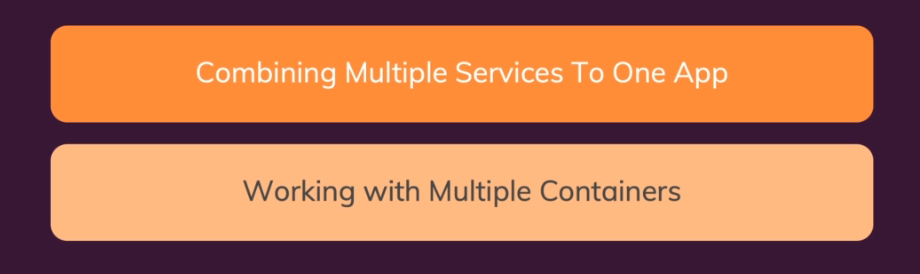 Combining Multiple Services To One App
Working with Multiple Containers